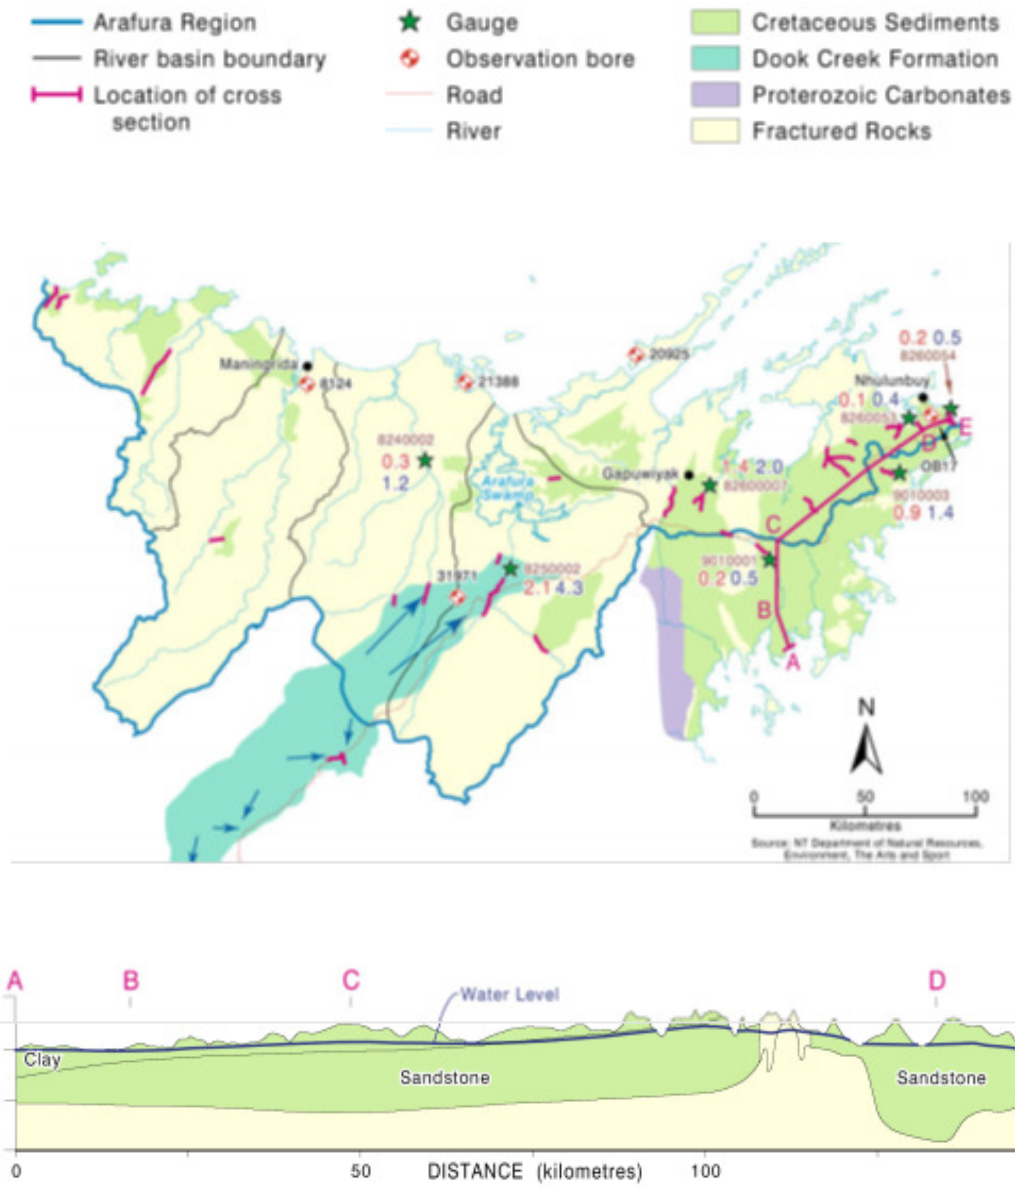 Arafura Region
River basin boundary
Location of cross
section
Gauge
Observation bore
Road
River
Cretaceous Sediments
Dook Creek Formation
Proterozoic Carbonates
Fractured Rocks
Maningrida
8124
21388
20925
0.2 0.5
8260054
Nhulunbuy
0.1 0.4
8260053
E
D
OB17
8240002
0.3
1.2
Arafura
Swamp
Gapuwiyak
1.4 2.0
82600007
9010003
0.9 1.4
C
9010001
0.2 0.5
31971
8250002
2.1 4.3
B
A
N
0 50 100
Kilometres
Source: NT Department of Natural Resources,
Environment, The Arts and Sport
A B C D
Water Level
Clay
Sandstone
Sandstone
0 50 DISTANCE (kilometres) 100